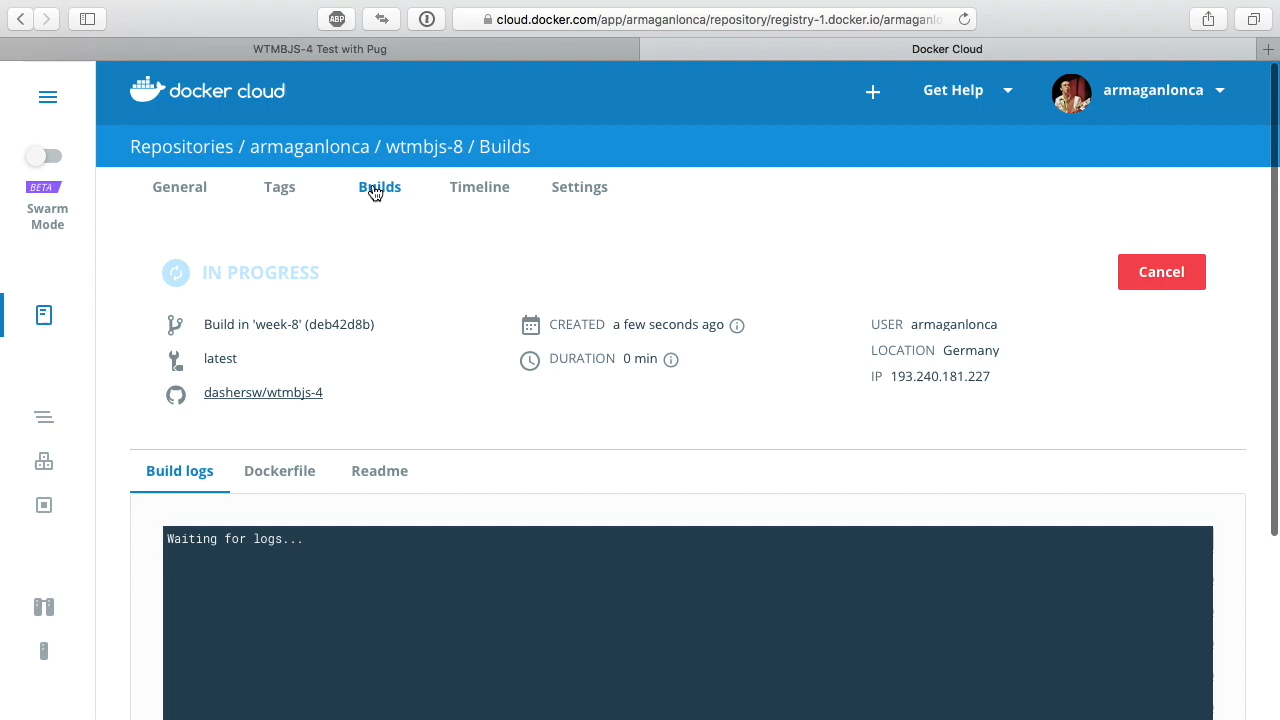 ABP
cloud.docker.com/app/armaganlonca/repository/registry-1.docker.io/armaganlo
WTMBJS-4 Test with Pug
Docker Cloud
docker cloud
Get Help
armaganlonca
Repositories / armaganlonca / wtmbjs-8 / Builds
General
Tags
Builds
Timeline
Settings
BETA
Swarm
Mode
IN PROGRESS
Cancel
Build in 'week-8' (deb42d8b)
CREATED a few seconds ago
USER armaganlonca
LOCATION Germany
latest
DURATION 0 min
IP 193.240.181.227
dashersw/wtmbjs-4
Build logs
Dockerfile
Readme
Waiting for logs...